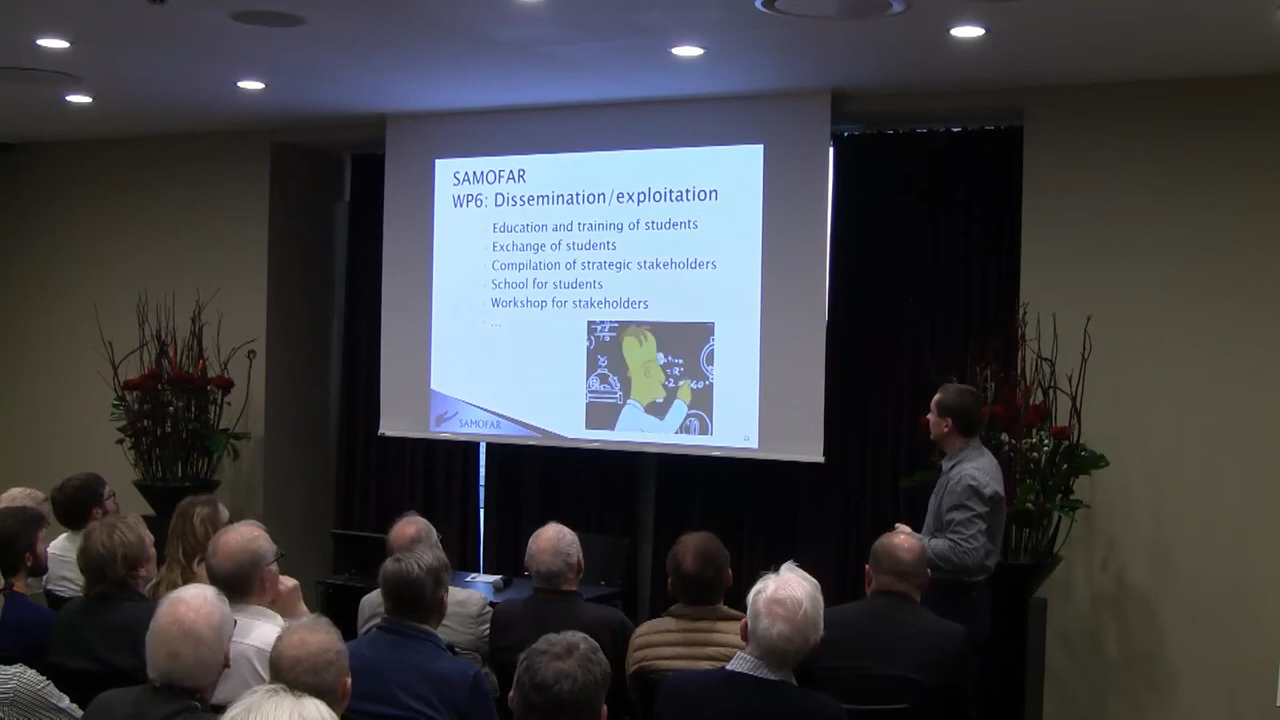 SAMOFAR
WP6: Dissemination/exploitation
Education and training of students
Exchange of students
Compilation of strategic stakeholders
School for students
Workshop for stakeholders
...
SAMOFAR